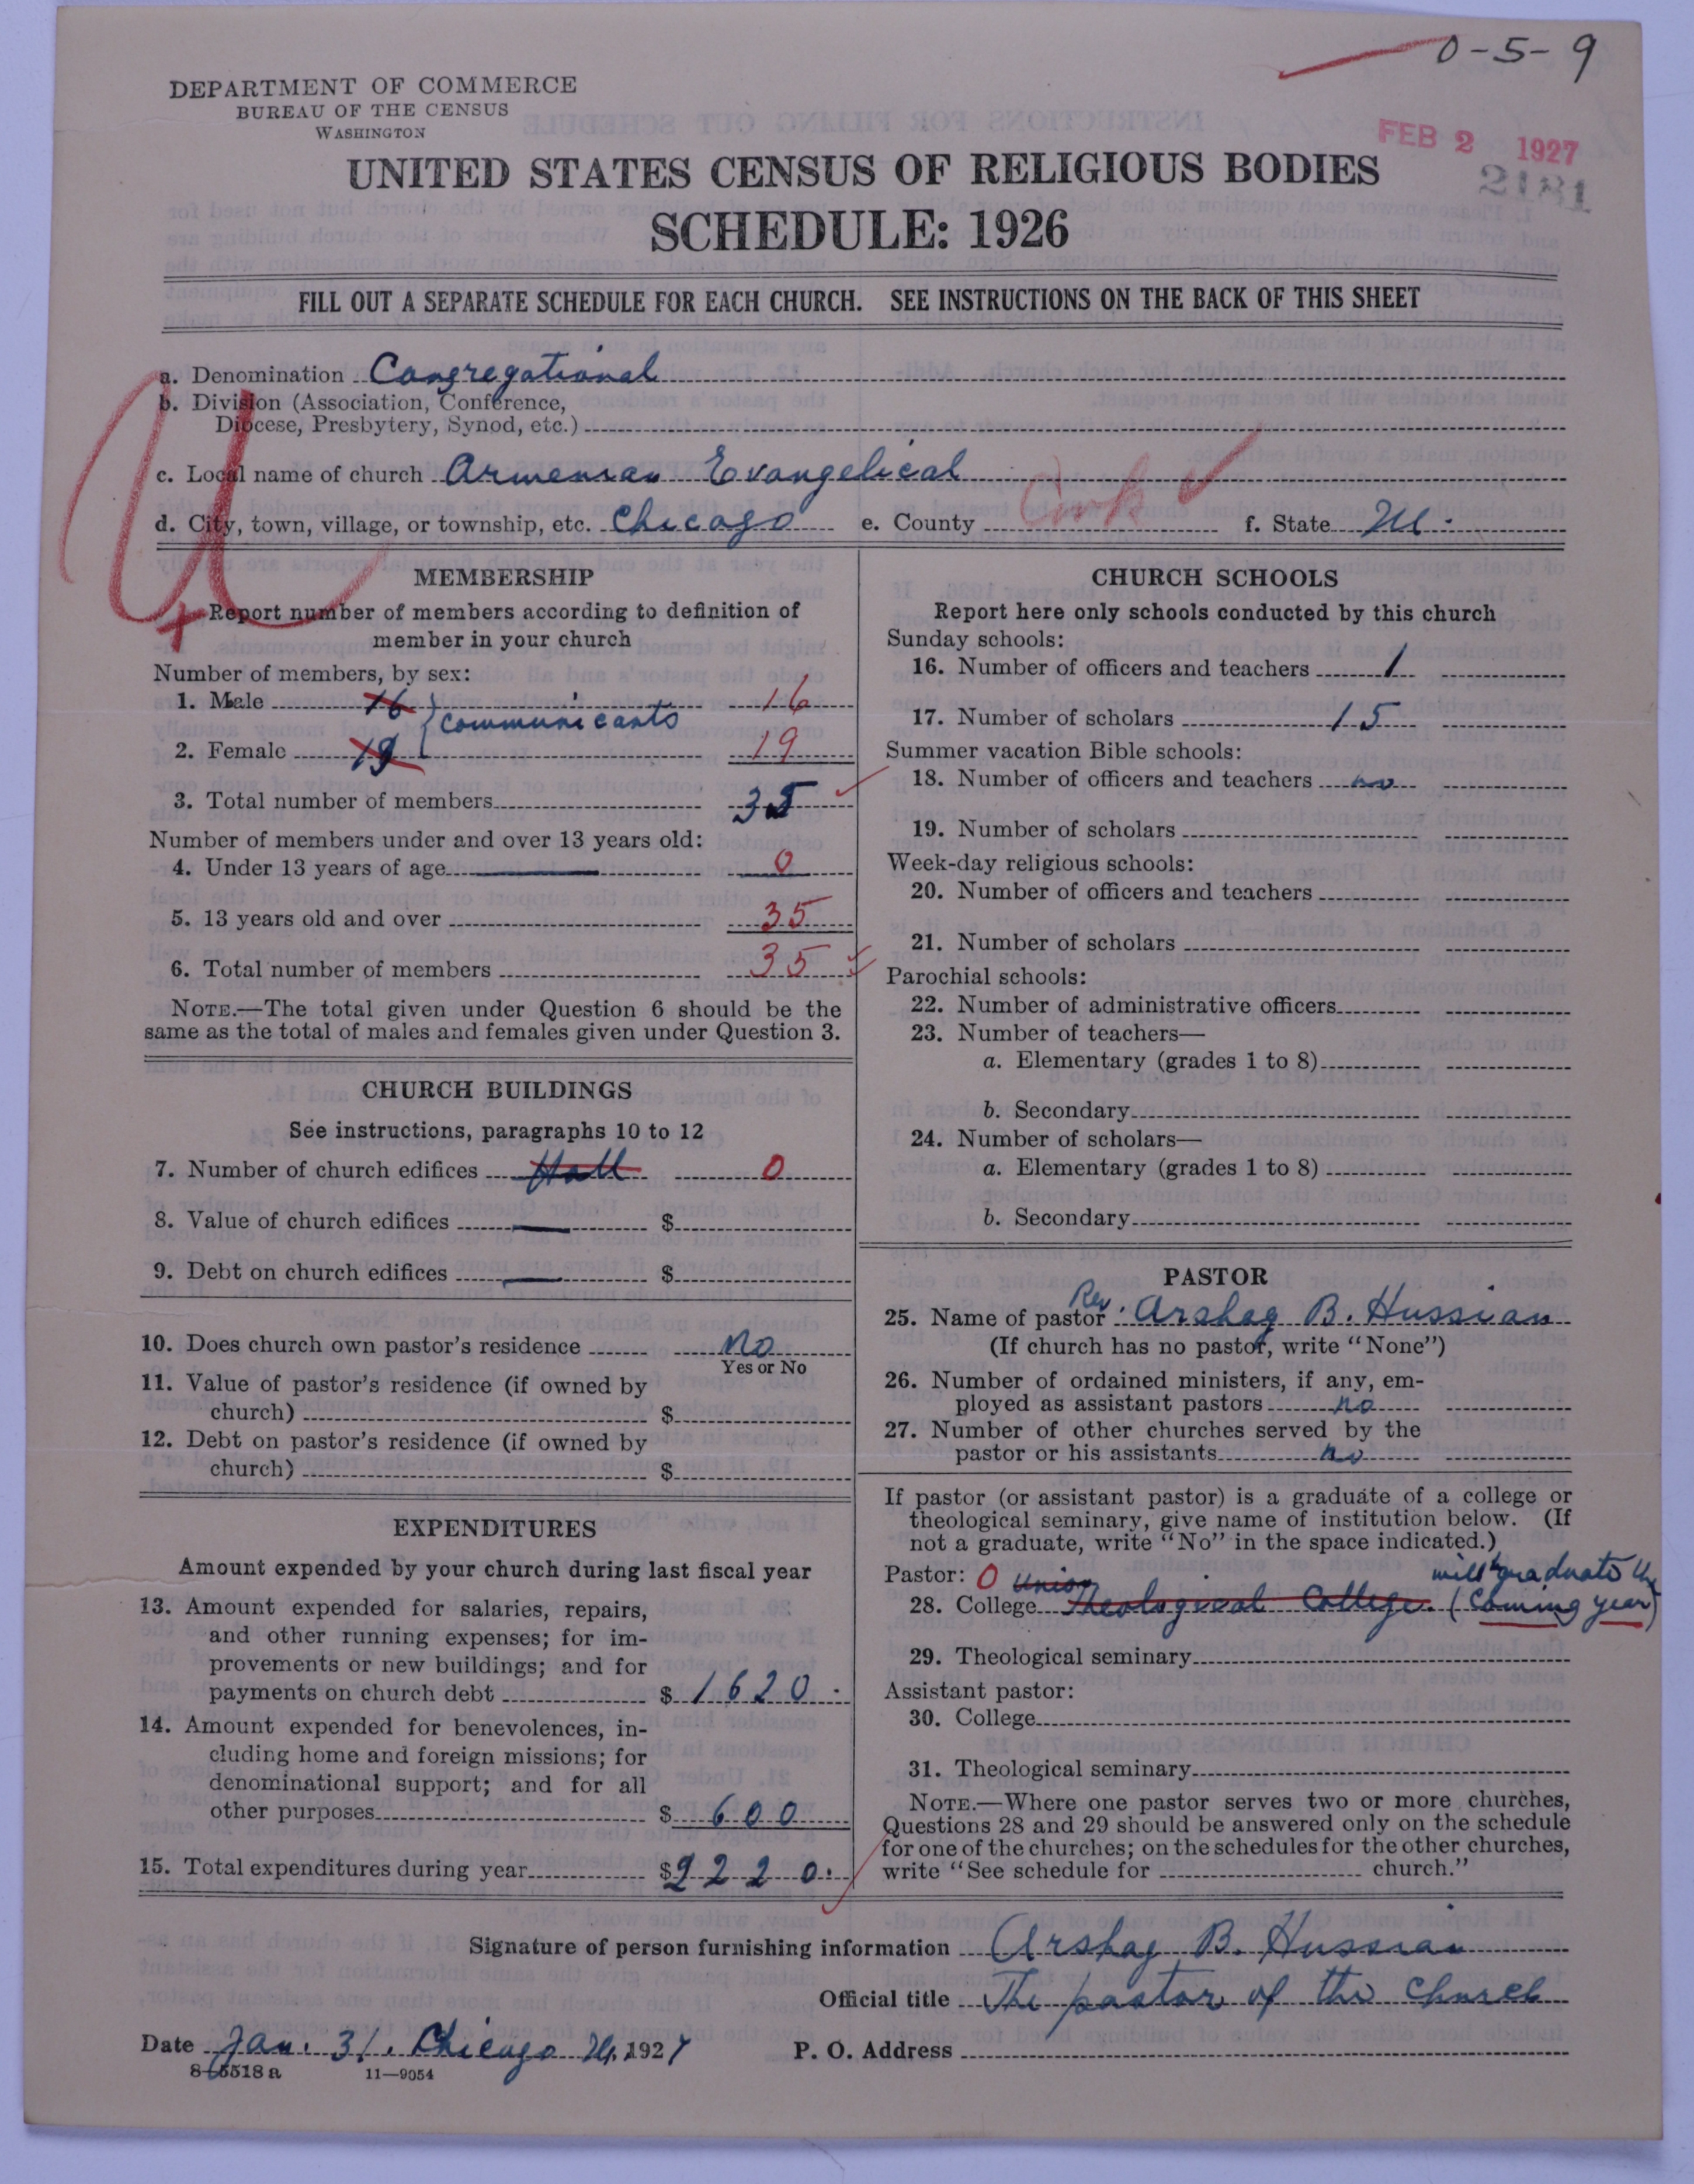 0-5-9
DEPARTMENT OF COMMERCE
BUREAU OF THE CENSUS
WASHINGTON
FEB 2 1927
2181
UNITED STATES CENSUS OF RELIGIOUS BODIES
SCHEDULE: 1926
FILL OUT A SEPARATE SCHEDULE FOR EACH CHURCH. SEE INSTRUCTIONS ON THE BACK OF THIS SHEET
a. Denomination Congregational
b. Division (Association, Conference,
Diocese, Presbytery, Synod, etc.)
c. Local name of church Armenian Evangelical
d. City, town, village, or township, etc. Chicago e. County Cook f. State Ill.
U
MEMBERSHIP
Report number of members according to definition of
member in your church
Number of members, by sex:
1. Male 16 communicants 16
2. Female 19 19
3. Total number of members 35
Number of members under and over 13 years old:
4. Under 13 years of age 0
5. 13 years old and over 35
6. Total number of members 35
NOTE.—The total given under Question 6 should be the
same as the total of males and females given under Question 3.
CHURCH BUILDINGS
See instructions, paragraphs 10 to 12
7. Number of church edifices Hall 0
8. Value of church edifices — $
9. Debt on church edifices — $
10. Does church own pastor's residence No
Yes or No
11. Value of pastor's residence (if owned by
church) $
12. Debt on pastor's residence (if owned by
church) $
EXPENDITURES
Amount expended by your church during last fiscal year
13. Amount expended for salaries, repairs,
and other running expenses; for im-
provements or new buildings; and for
payments on church debt $ 1620.
14. Amount expended for benevolences, in-
cluding home and foreign missions; for
denominational support; and for all
other purposes $ 600
15. Total expenditures during year $2220.
CHURCH SCHOOLS
Report here only schools conducted by this church
Sunday schools:
16. Number of officers and teachers 1
17. Number of scholars 15
Summer vacation Bible schools:
18. Number of officers and teachers no
19. Number of scholars
Week-day religious schools:
20. Number of officers and teachers
21. Number of scholars
Parochial schools:
22. Number of administrative officers
23. Number of teachers—
a. Elementary (grades 1 to 8)
b. Secondary
24. Number of scholars—
a. Elementary (grades 1 to 8)
b. Secondary
PASTOR
25. Name of pastor Rev. Arshag B. Hussian
(If church has no pastor, write "None")
26. Number of ordained ministers, if any, em-
ployed as assistant pastors no
27. Number of other churches served by the
pastor or his assistants no
If pastor (or assistant pastor) is a graduate of a college or
theological seminary, give name of institution below. (If
not a graduate, write "No" in the space indicated.)
Pastor: 0 Union will graduate the
28. College Theological College. (Coming year)
29. Theological seminary
Assistant pastor:
30. College
31. Theological seminary
NOTE.—Where one pastor serves two or more churches,
Questions 28 and 29 should be answered only on the schedule
for one of the churches; on the schedules for the other churches,
write "See schedule for church."
Signature of person furnishing information Arshag B. Hussian
Official title The pastor of the Church
Date Jan. 31. Chicago Ill. 1927 P. O. Address
8-5518 a 11—9054